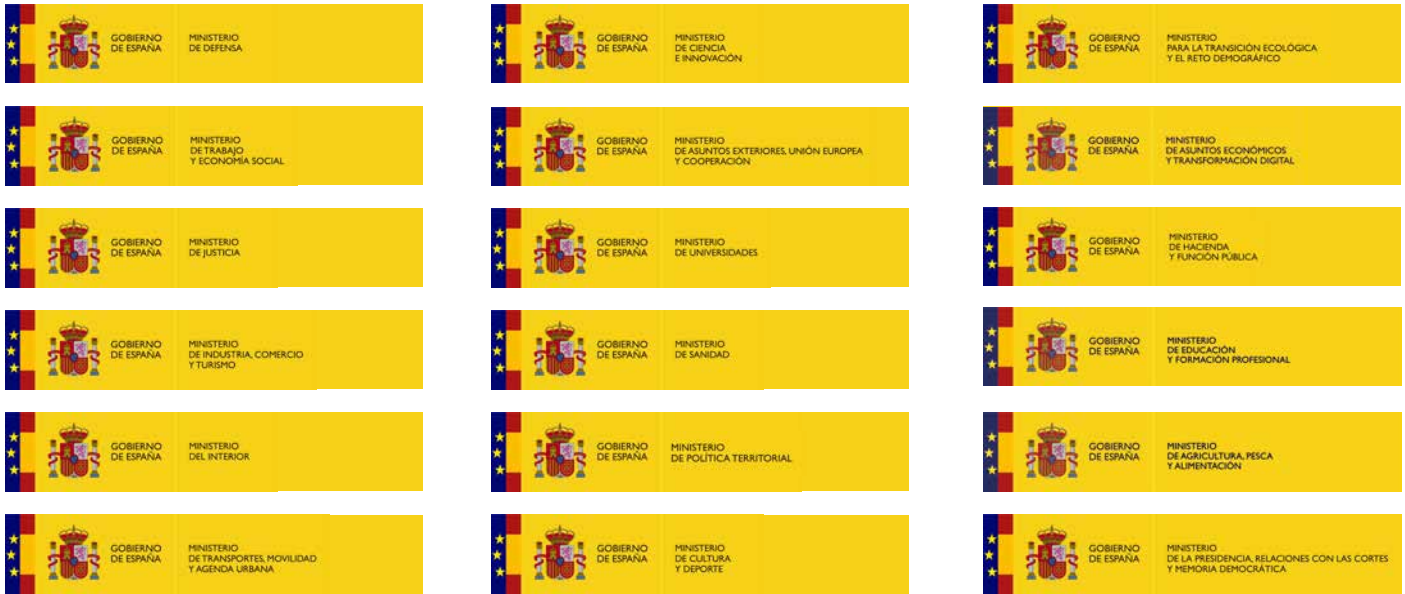 GOBIERNO
DE ESPAÑA
MINISTERIO
DE DEFENSA
GOBIERNO
DE ESPAÑA
MINISTERIO
DE CIENCIA
E INNOVACIÓN
GOBIERNO
DE ESPAÑA
MINISTERIO
PARA LA TRANSICIÓN ECOLÓGICA
Y EL RETO DEMOGRÁFICO
GOBIERNO
DE ESPAÑA
MINISTERIO
DE TRABAJO
Y ECONOMÍA SOCIAL
GOBIERNO
DE ESPAÑA
MINISTERIO
DE ASUNTOS EXTERIORES, UNIÓN EUROPEA
Y COOPERACIÓN
GOBIERNO
DE ESPAÑA
MINISTERIO
DE ASUNTOS ECONÓMICOS
Y TRANSFORMACIÓN DIGITAL
GOBIERNO
DE ESPAÑA
MINISTERIO
DE JUSTICIA
GOBIERNO
DE ESPAÑA
MINISTERIO
DE UNIVERSIDADES
GOBIERNO
DE ESPAÑA
MINISTERIO
DE HACIENDA
Y FUNCIÓN PÚBLICA
GOBIERNO
DE ESPAÑA
MINISTERIO
DE INDUSTRIA, COMERCIO
Y TURISMO
GOBIERNO
DE ESPAÑA
MINISTERIO
DE SANIDAD
GOBIERNO
DE ESPAÑA
MINISTERIO
DE EDUCACIÓN
Y FORMACIÓN PROFESIONAL
GOBIERNO
DE ESPAÑA
MINISTERIO
DEL INTERIOR
GOBIERNO
DE ESPAÑA
MINISTERIO
DE POLÍTICA TERRITORIAL
GOBIERNO
DE ESPAÑA
MINISTERIO
DE AGRICULTURA, PESCA
Y ALIMENTACIÓN
GOBIERNO
DE ESPAÑA
MINISTERIO
DE TRANSPORTES, MOVILIDAD
Y AGENDA URBANA
GOBIERNO
DE ESPAÑA
MINISTERIO
DE CULTURA
Y DEPORTE
GOBIERNO
DE ESPAÑA
MINISTERIO
DE LA PRESIDENCIA, RELACIONES CON LAS CORTES
Y MEMORIA DEMOCRÁTICA